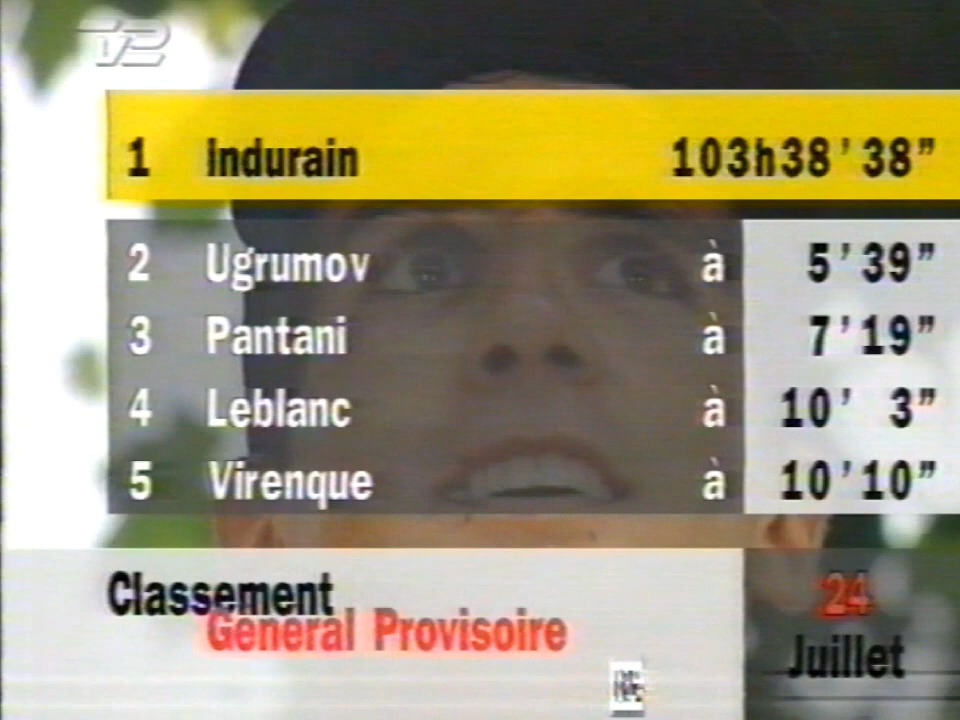 TV2
1 Indurain 103h38'38"
2 Ugrumov à 5'39"
3 Pantani à 7'19"
4 Leblanc à 10' 3"
5 Virenque à 10'10"
Classement
General Provisoire
24
Juillet